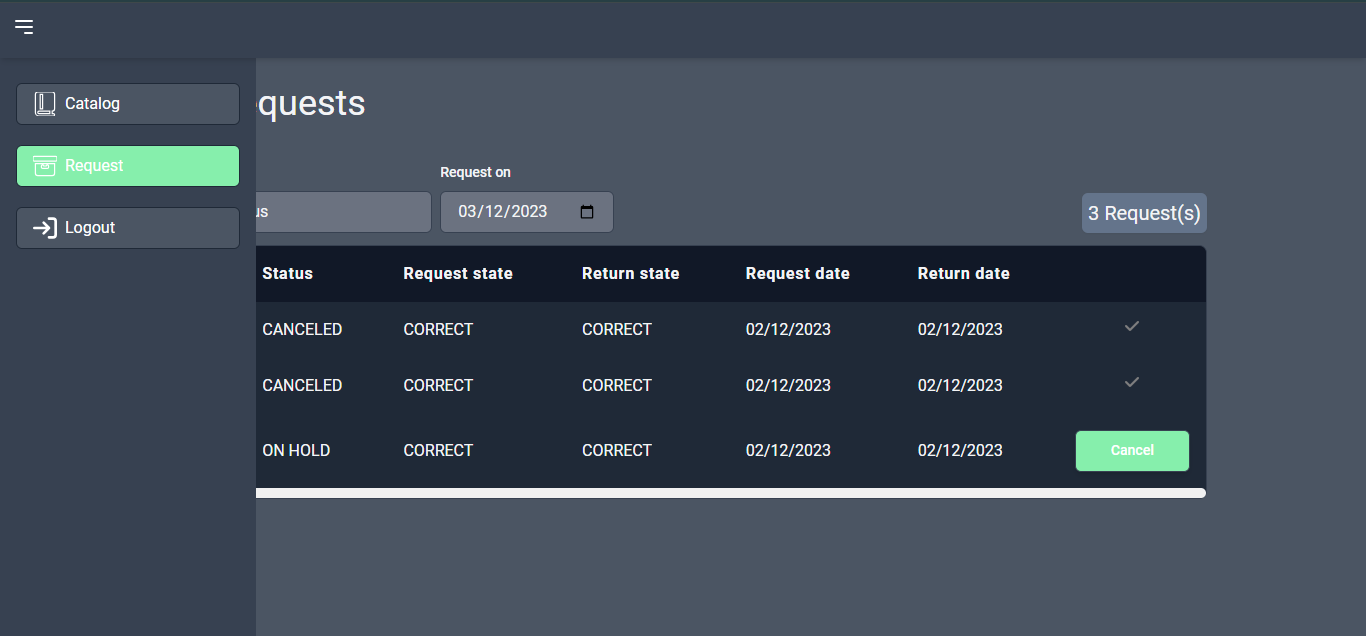 Catalog
Request
Logout
equests
Request on
us
03/12/2023
3 Request(s)
Status Request state Return state Request date Return date
CANCELED CORRECT CORRECT 02/12/2023 02/12/2023
CANCELED CORRECT CORRECT 02/12/2023 02/12/2023
ON HOLD CORRECT CORRECT 02/12/2023 02/12/2023 Cancel